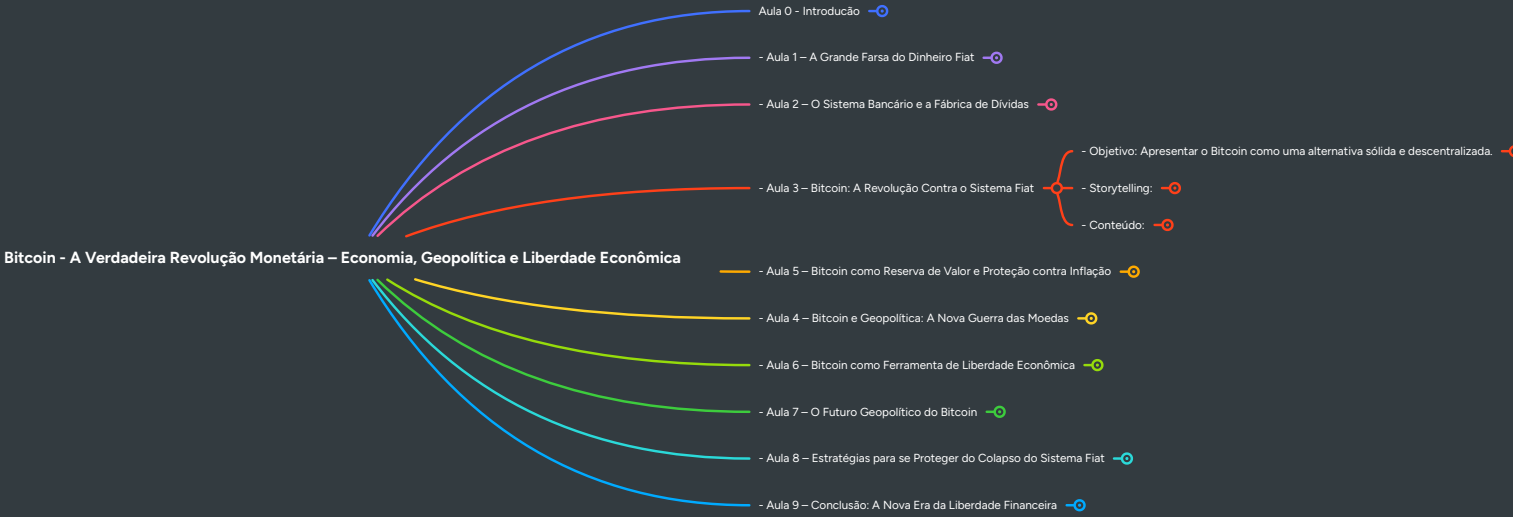 Aula 0 - Introducão
- Aula 1 – A Grande Farsa do Dinheiro Fiat
- Aula 2 – O Sistema Bancário e a Fábrica de Dívidas
- Objetivo: Apresentar o Bitcoin como uma alternativa sólida e descentralizada.
- Aula 3 – Bitcoin: A Revolução Contra o Sistema Fiat
- Storytelling:
- Conteúdo:
Bitcoin - A Verdadeira Revolução Monetária – Economia, Geopolítica e Liberdade Econômica
- Aula 5 – Bitcoin como Reserva de Valor e Proteção contra Inflação
- Aula 4 – Bitcoin e Geopolítica: A Nova Guerra das Moedas
- Aula 6 – Bitcoin como Ferramenta de Liberdade Econômica
- Aula 7 – O Futuro Geopolítico do Bitcoin
- Aula 8 – Estratégias para se Proteger do Colapso do Sistema Fiat
- Aula 9 – Conclusão: A Nova Era da Liberdade Financeira